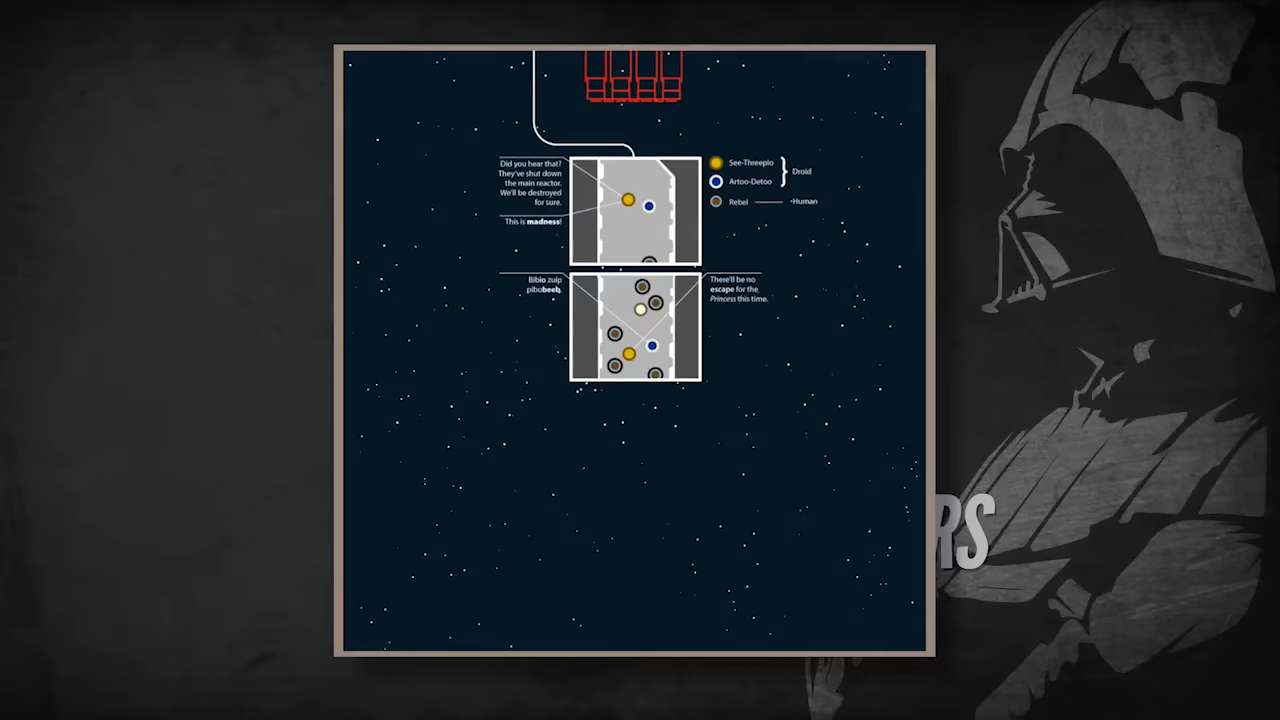 Did you hear that?
They've shut down
the main reactor.
We'll be destroyed
for sure.
This is madness!
See-Threepio
Artoo-Detoo
Droid
Rebel
Human
Bibio zuip
pibobeeb.
There'll be no
escape for the
Princess this time.
RS